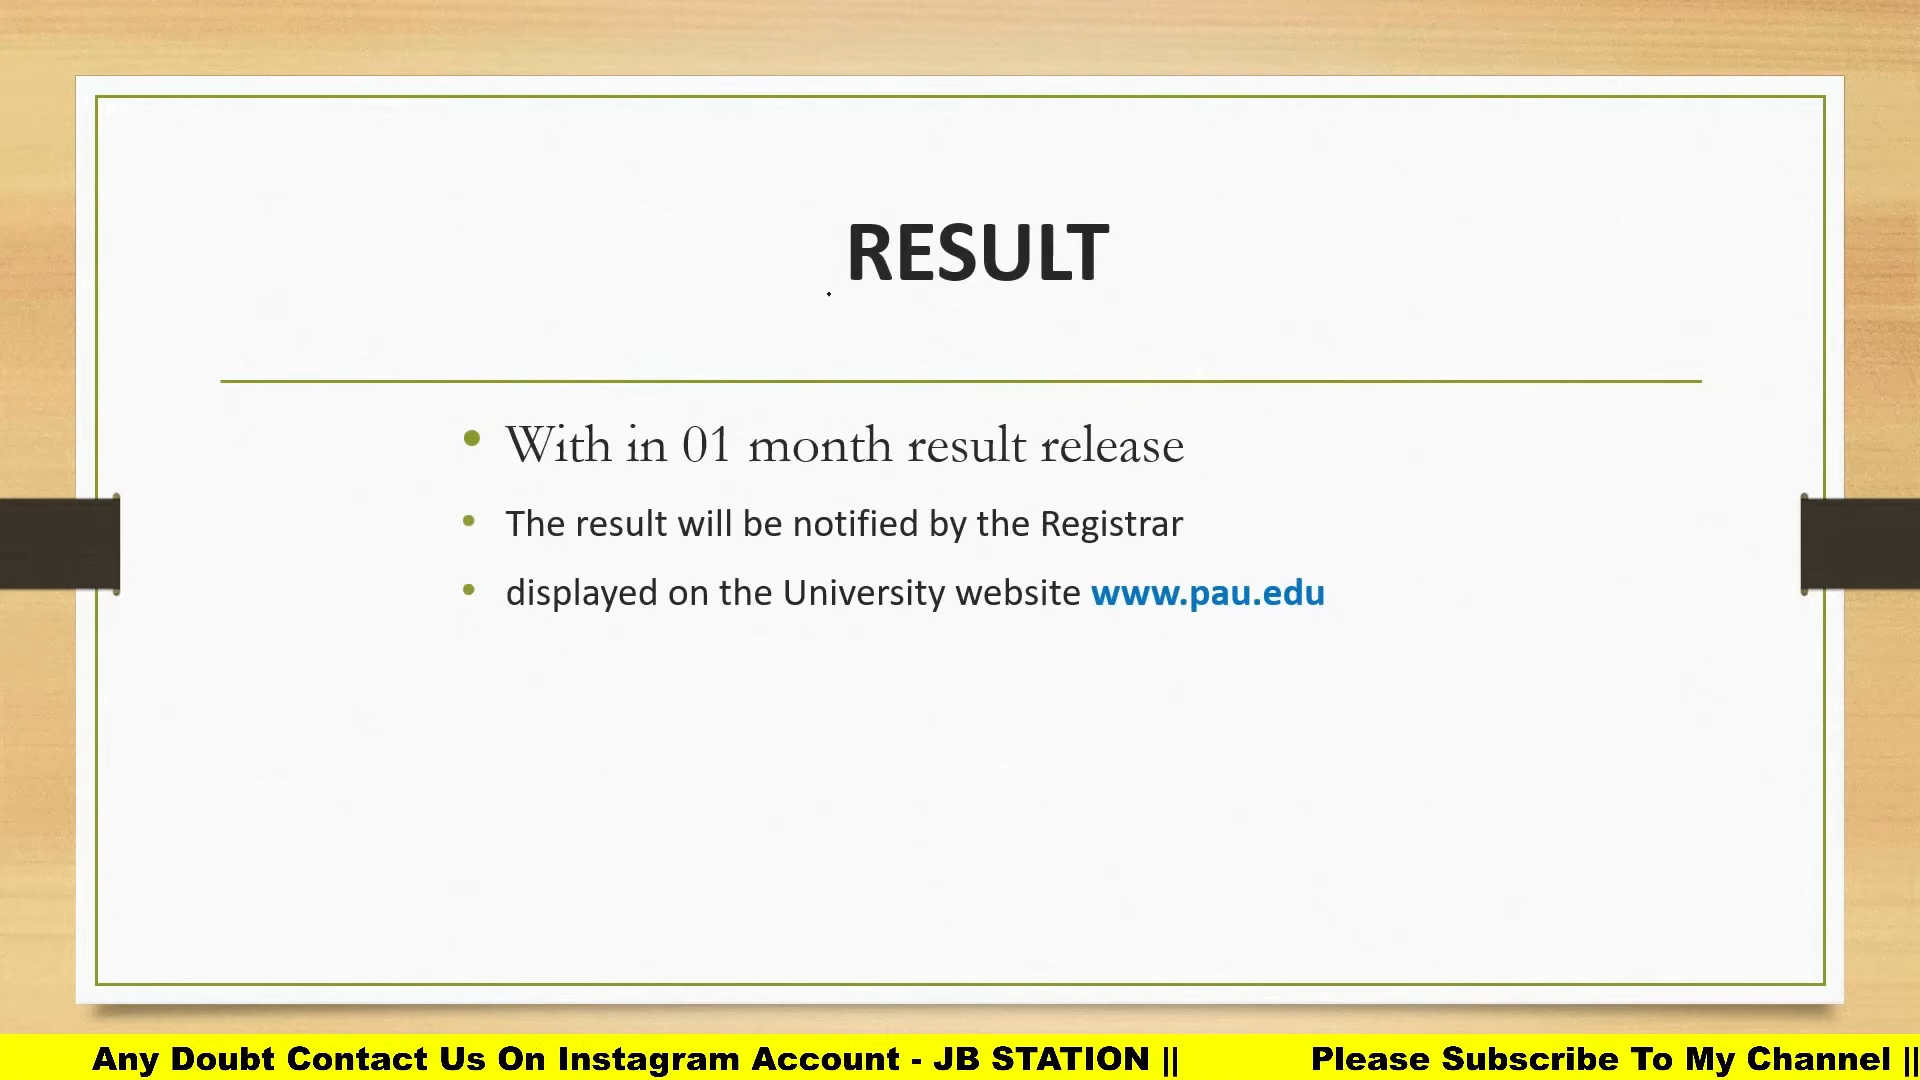 RESULT
With in 01 month result release
The result will be notified by the Registrar
displayed on the University website www.pau.edu
Any Doubt Contact Us On Instagram Account - JB STATION || Please Subscribe To My Channel ||